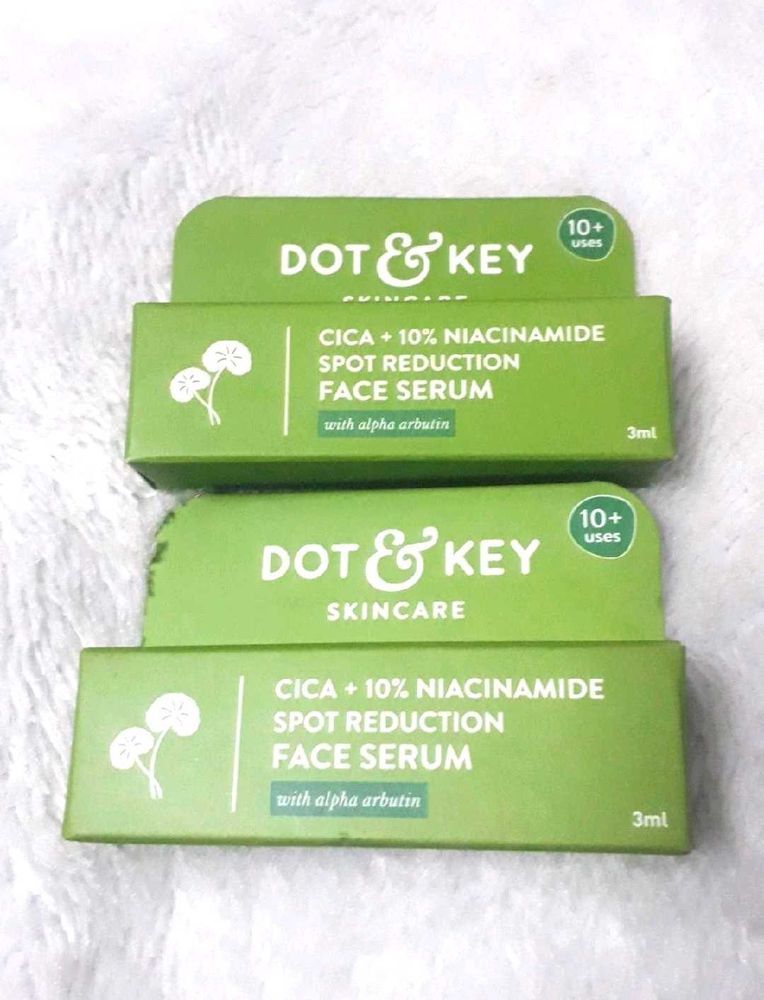 DOT & KEY
10+
uses
SKINCARE
CICA + 10% NIACINAMIDE
SPOT REDUCTION
FACE SERUM
with alpha arbutin
3ml
DOT & KEY
10+
uses
SKINCARE
CICA + 10% NIACINAMIDE
SPOT REDUCTION
FACE SERUM
with alpha arbutin
3ml